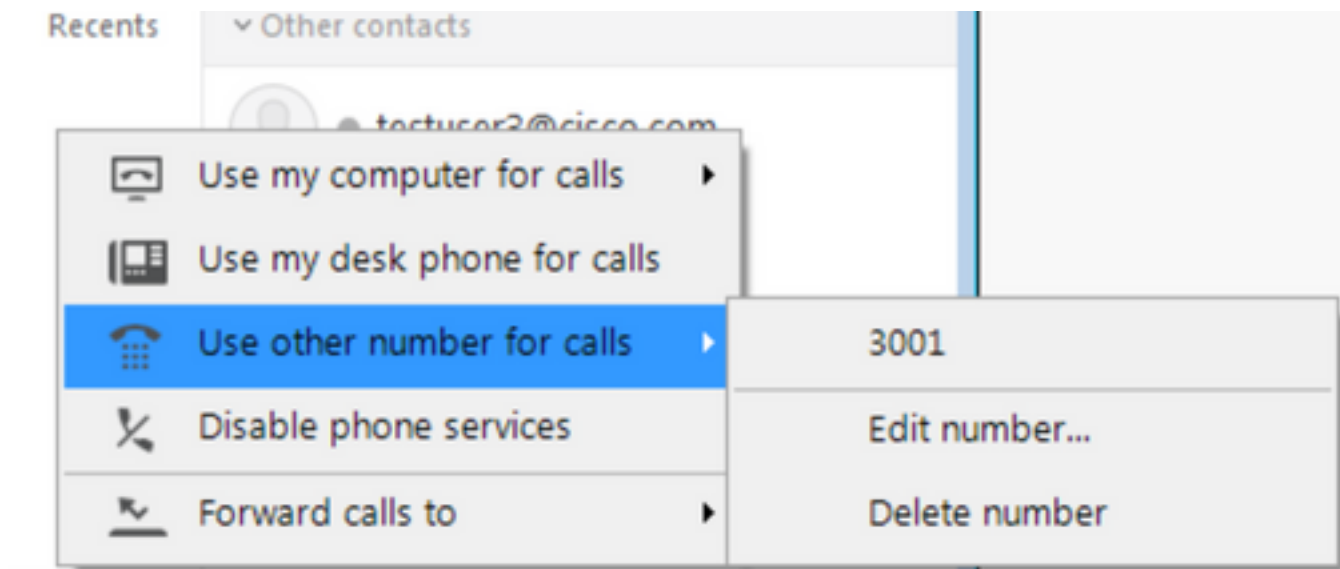 Recents
Other contacts
testuser3@cisco.com
Use my computer for calls
Use my desk phone for calls
Use other number for calls
3001
Disable phone services
Edit number...
Forward calls to
Delete number